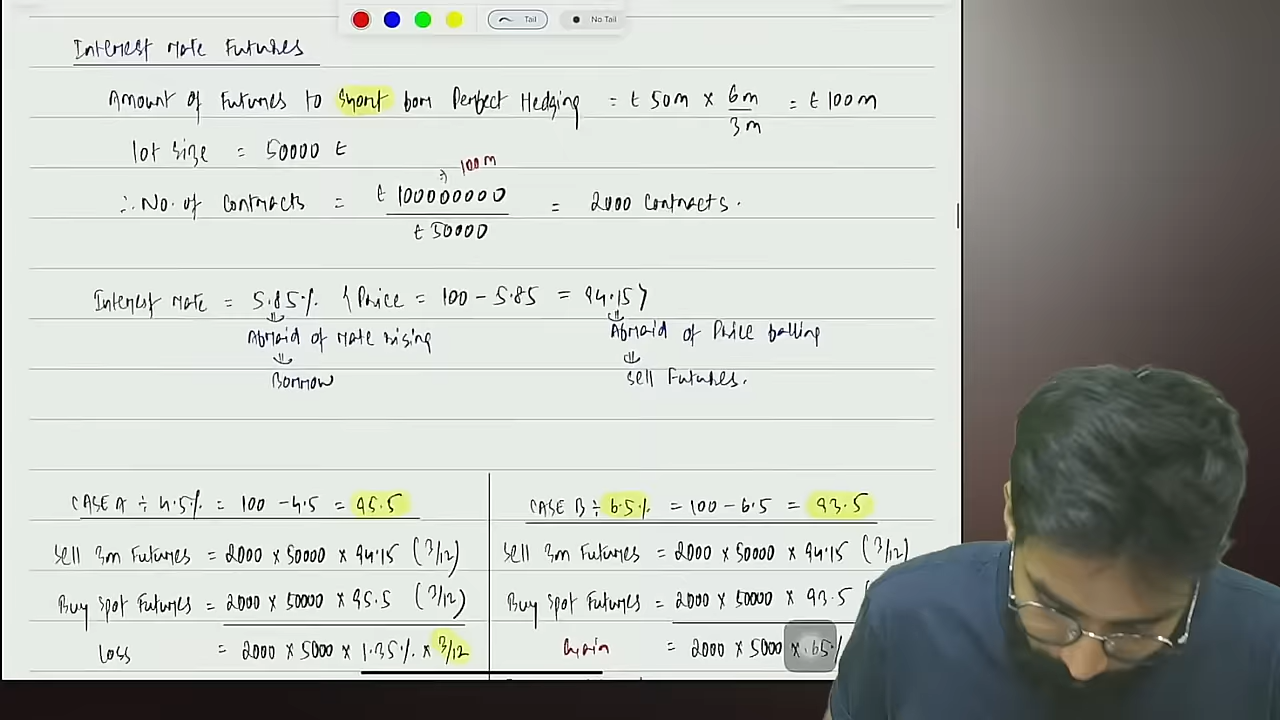 Tail
No Tail
Interest Rate Futures
Amount of Futures to Short for Perfect Hedging = £ 50m × 6m/3m = £ 100m
lot size = 50000 £
100m
∴ No. of Contracts = £ 100000000 / £ 50000 = 2000 Contracts.
Interest Rate = 5.85% { Price = 100 - 5.85 = 94.15 }
Afraid of Rate rising
Afraid of Price falling
Borrow
Sell Futures.
CASE A ÷ 4.5% = 100 - 4.5 = 95.5
Sell 3m Futures = 2000 × 50000 × 94.15 (3/12)
Buy Spot Futures = 2000 × 50000 × 95.5 (3/12)
Loss = 2000 × 5000 × 1.35% × 3/12
CASE B ÷ 6.5% = 100 - 6.5 = 93.5
Sell 3m Futures = 2000 × 50000 × 94.15 (3/12)
Buy Spot Futures = 2000 × 50000 × 93.5
Gain = 2000 × 5000 × .65%